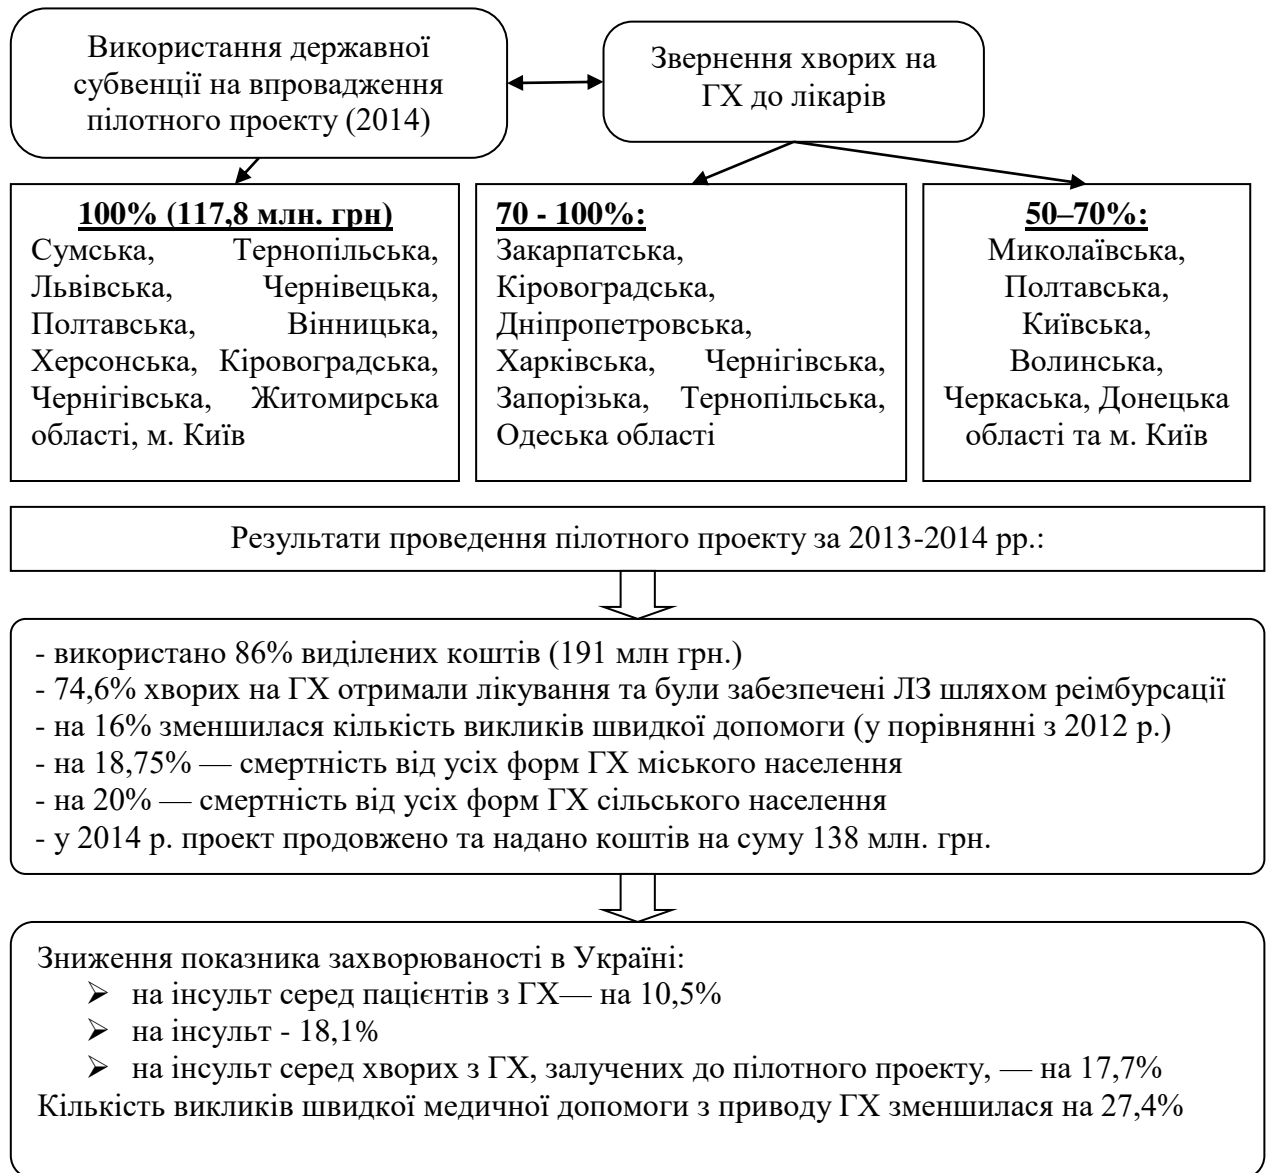 Використання державної
субвенції на впровадження
пілотного проекту (2014)
Звернення хворих на
ГХ до лікарів
100% (117,8 млн. грн)
Сумська, Тернопільська,
Львівська, Чернівецька,
Полтавська, Вінницька,
Херсонська, Кіровоградська,
Чернігівська, Житомирська
області, м. Київ
70 - 100%:
Закарпатська,
Кіровоградська,
Дніпропетровська,
Харківська, Чернігівська,
Запорізька, Тернопільська,
Одеська області
50–70%:
Миколаївська,
Полтавська,
Київська,
Волинська,
Черкаська, Донецька
області та м. Київ
Результати проведення пілотного проекту за 2013-2014 рр.:
- використано 86% виділених коштів (191 млн грн.)
- 74,6% хворих на ГХ отримали лікування та були забезпечені ЛЗ шляхом реімбурсації
- на 16% зменшилася кількість викликів швидкої допомоги (у порівнянні з 2012 р.)
- на 18,75% — смертність від усіх форм ГХ міського населення
- на 20% — смертність від усіх форм ГХ сільського населення
- у 2014 р. проект продовжено та надано коштів на суму 138 млн. грн.
Зниження показника захворюваності в Україні:
➢ на інсульт серед пацієнтів з ГХ— на 10,5%
➢ на інсульт - 18,1%
➢ на інсульт серед хворих з ГХ, залучених до пілотного проекту, — на 17,7%
Кількість викликів швидкої медичної допомоги з приводу ГХ зменшилася на 27,4%